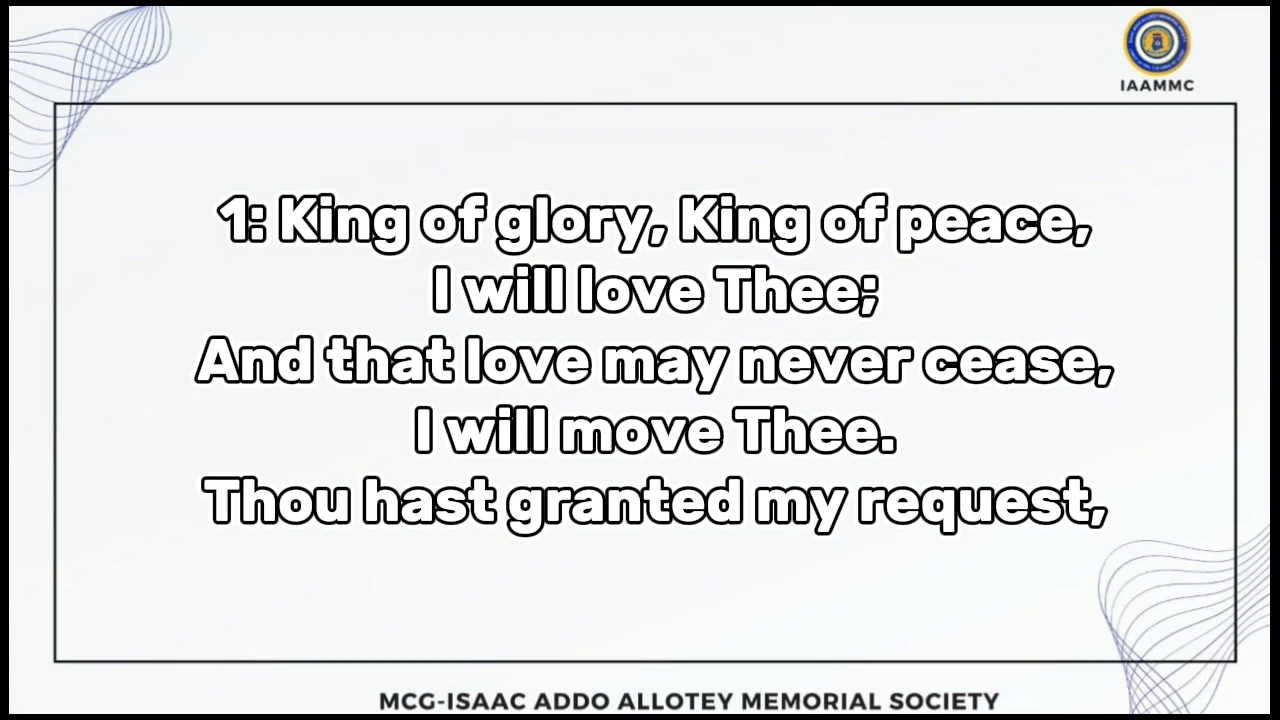 IAAMMC
1: King of glory, King of peace,
I will love Thee;
And that love may never cease,
I will move Thee.
Thou hast granted my request,
MCG-ISAAC ADDO ALLOTEY MEMORIAL SOCIETY